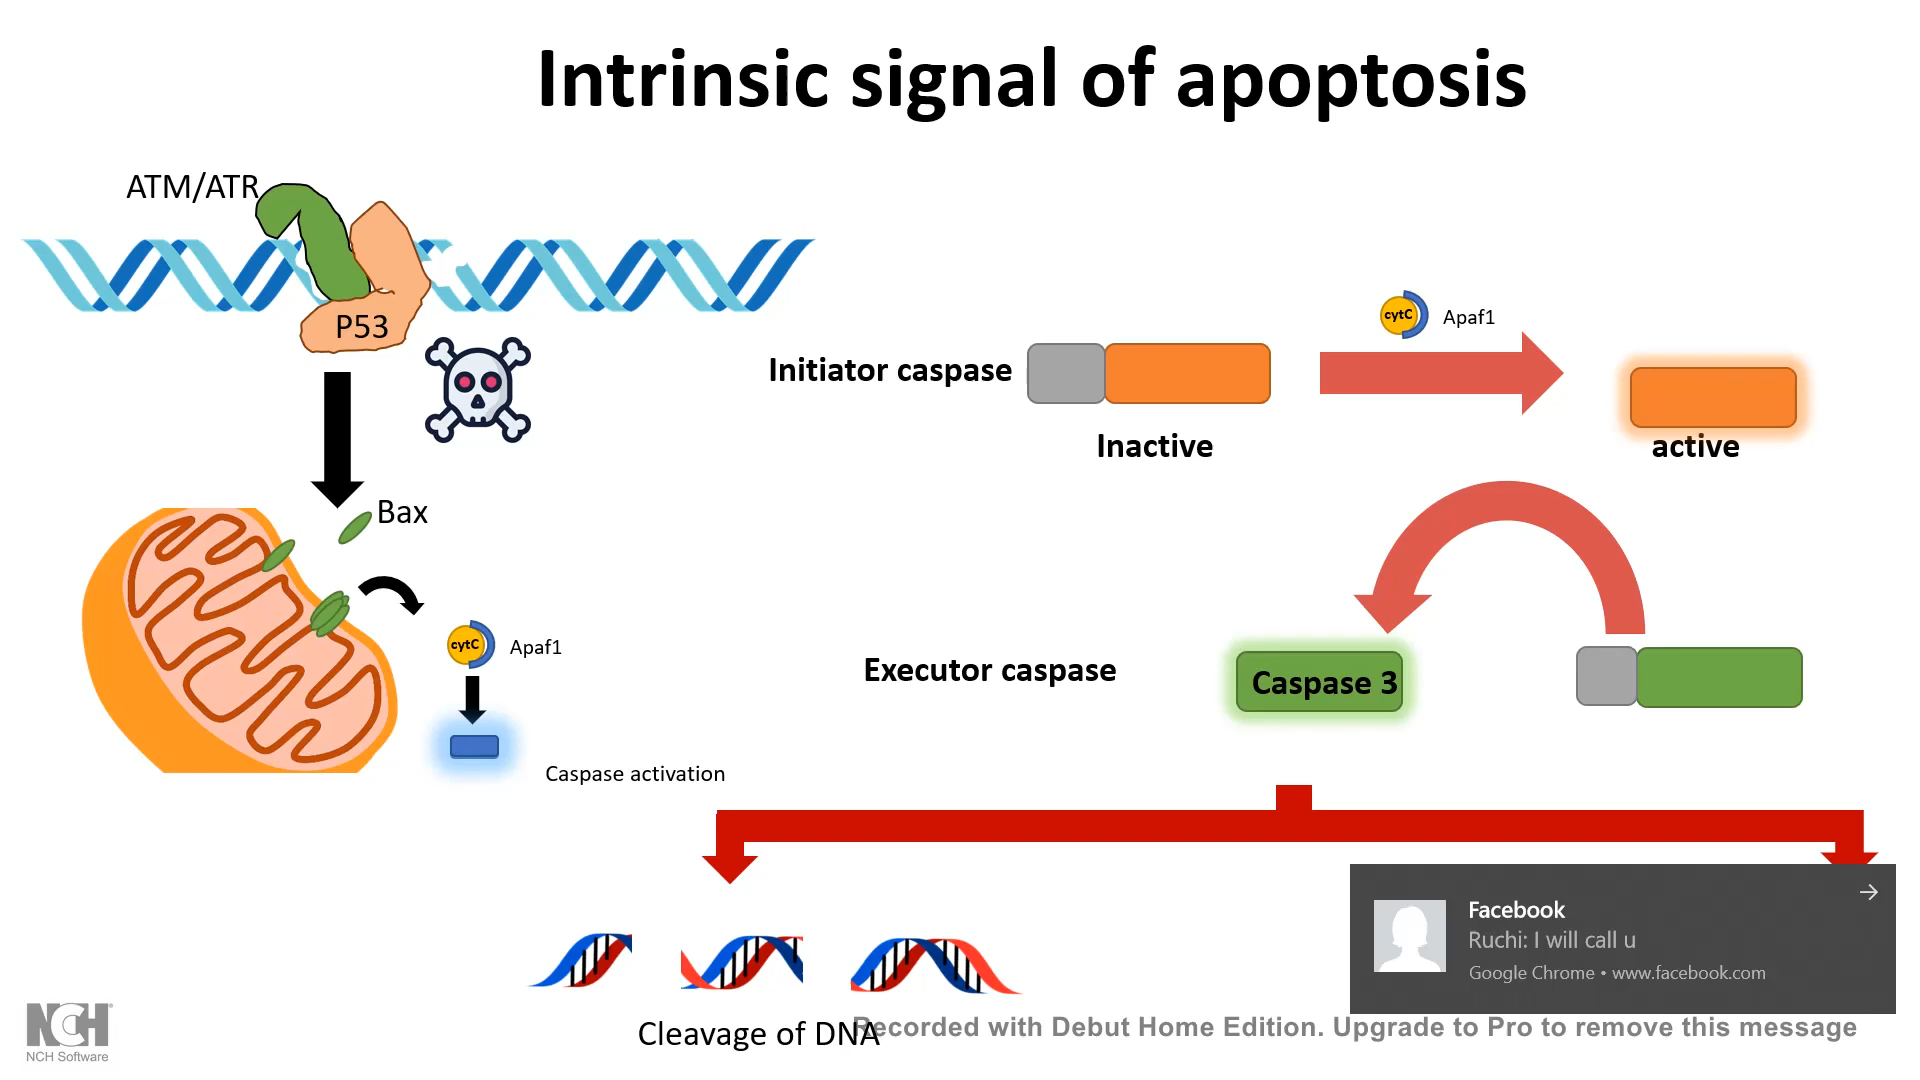 Intrinsic signal of apoptosis
ATM/ATR
P53
Bax
cytC
Apaf1
Caspase activation
cytC
Apaf1
Initiator caspase
Inactive
active
Executor caspase
Caspase 3
Cleavage of DNA
Facebook
Ruchi: I will call u
Google Chrome • www.facebook.com
NCH
NCH Software
Recorded with Debut Home Edition. Upgrade to Pro to remove this message